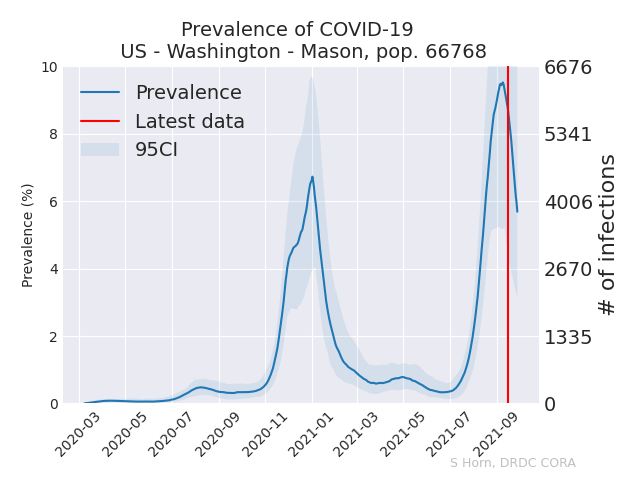 Prevalence of COVID-19
US - Washington - Mason, pop. 66768
Prevalence
Latest data
95CI
Prevalence (%)
10
8
6
4
2
0
6676
5341
4006
2670
1335
0
# of infections
2020-03
2020-05
2020-07
2020-09
2020-11
2021-01
2021-03
2021-05
2021-07
2021-09
S Horn, DRDC CORA